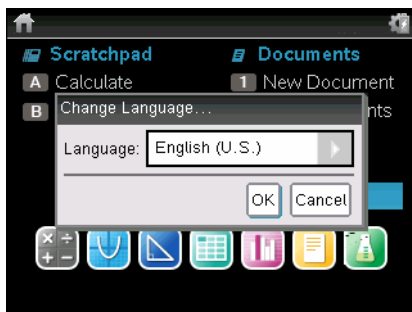 Scratchpad
Documents
A Calculate
1 New Document
B
nts
Change Language...
Language: English (U.S.)
OK Cancel